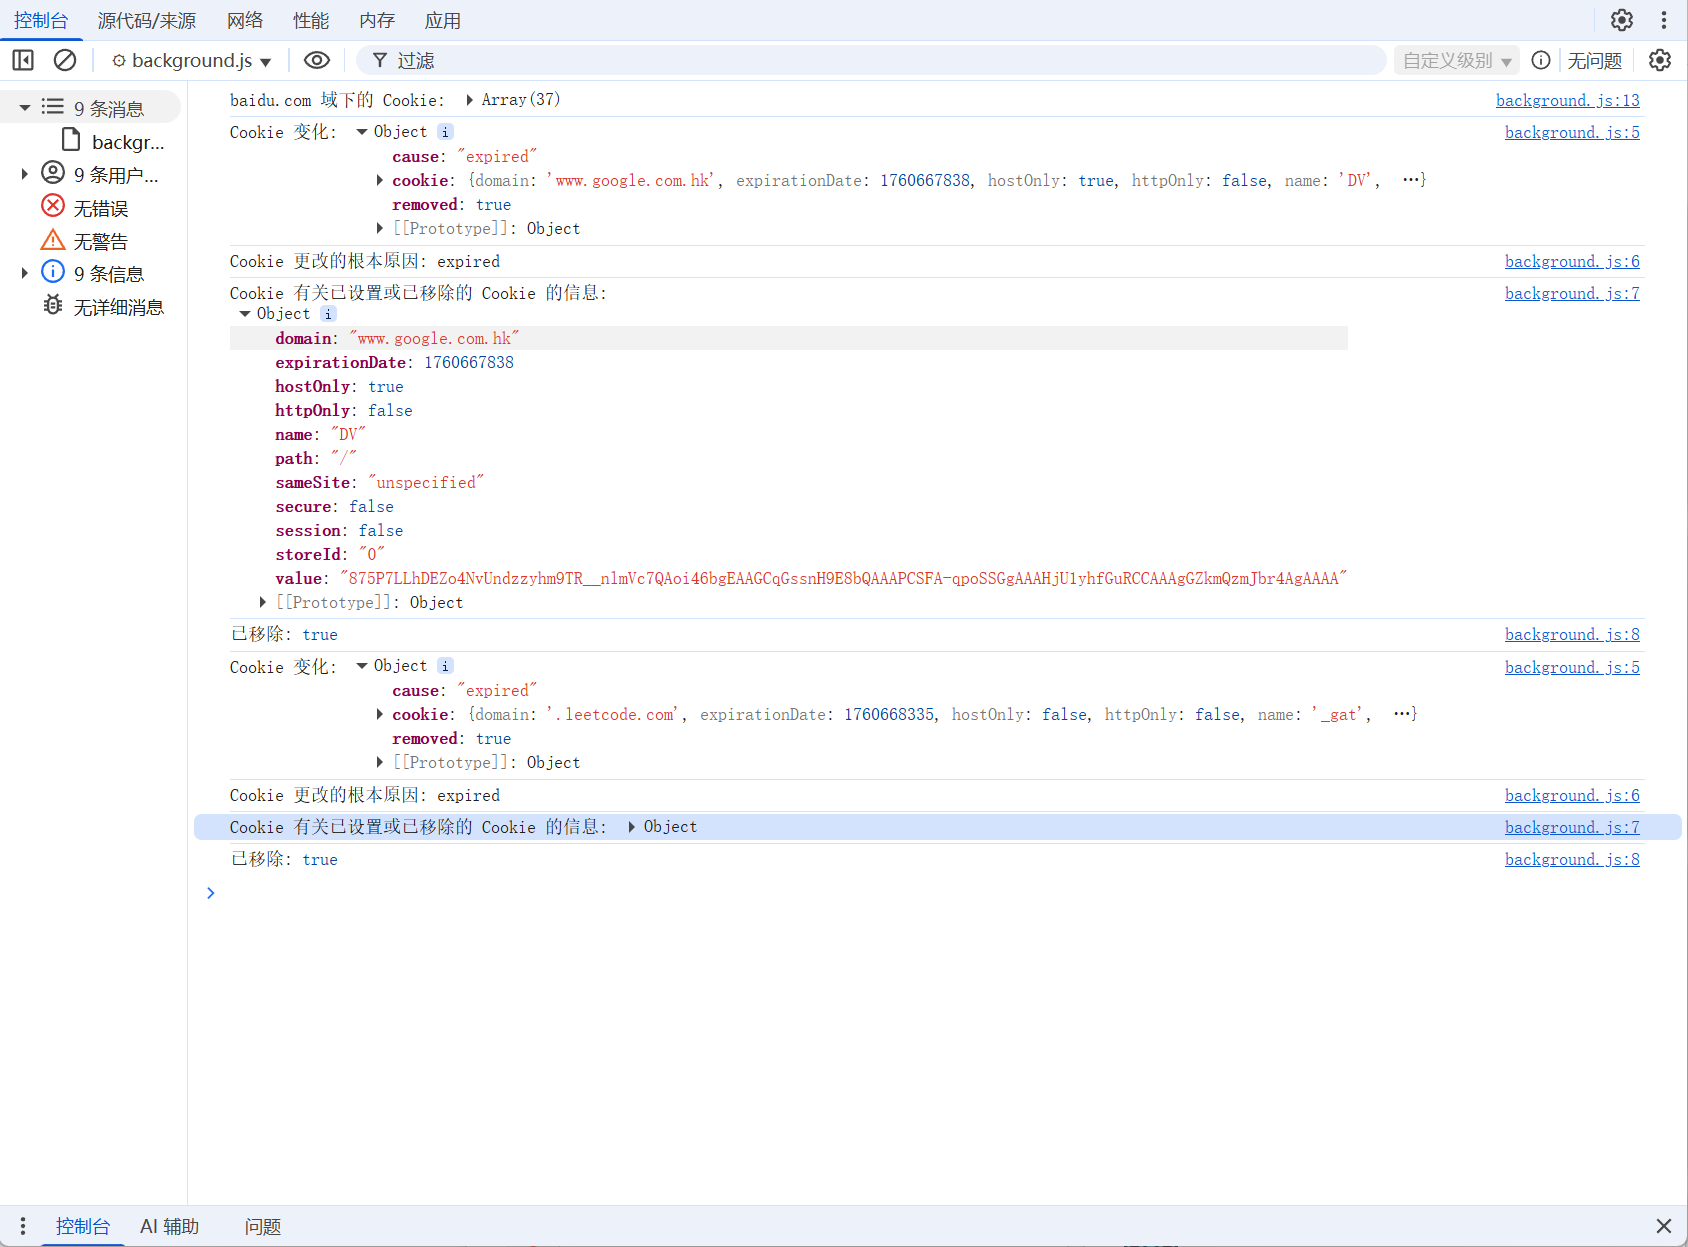 控制台 源代码/来源 网络 性能 内存 应用
background.js 过滤 自定义级别 无问题
9 条消息
backgr...
9 条用户...
无错误
无警告
9 条信息
无详细消息
baidu.com 域下的 Cookie: Array(37) background.js:13
Cookie 变化: Object i background.js:5
cause: "expired"
cookie: {domain: 'www.google.com.hk', expirationDate: 1760667838, hostOnly: true, httpOnly: false, name: 'DV', …}
removed: true
[[Prototype]]: Object
Cookie 更改的根本原因: expired background.js:6
Cookie 有关已设置或已移除的 Cookie 的信息: background.js:7
Object i
domain: "www.google.com.hk"
expirationDate: 1760667838
hostOnly: true
httpOnly: false
name: "DV"
path: "/"
sameSite: "unspecified"
secure: false
session: false
storeId: "0"
value: "875P7LLhDEZo4NvUndzzyhm9TR__nlmVc7QAoi46bgEAAGCqGssnH9E8bQAAAPCSFA-qpoSSGgAAAHjU1yhfGuRCCAAAgGZkmQzmJbr4AgAAAA"
[[Prototype]]: Object
已移除: true background.js:8
Cookie 变化: Object i background.js:5
cause: "expired"
cookie: {domain: '.leetcode.com', expirationDate: 1760668335, hostOnly: false, httpOnly: false, name: '_gat', …}
removed: true
[[Prototype]]: Object
Cookie 更改的根本原因: expired background.js:6
Cookie 有关已设置或已移除的 Cookie 的信息: Object background.js:7
已移除: true background.js:8
控制台 AI 辅助 问题